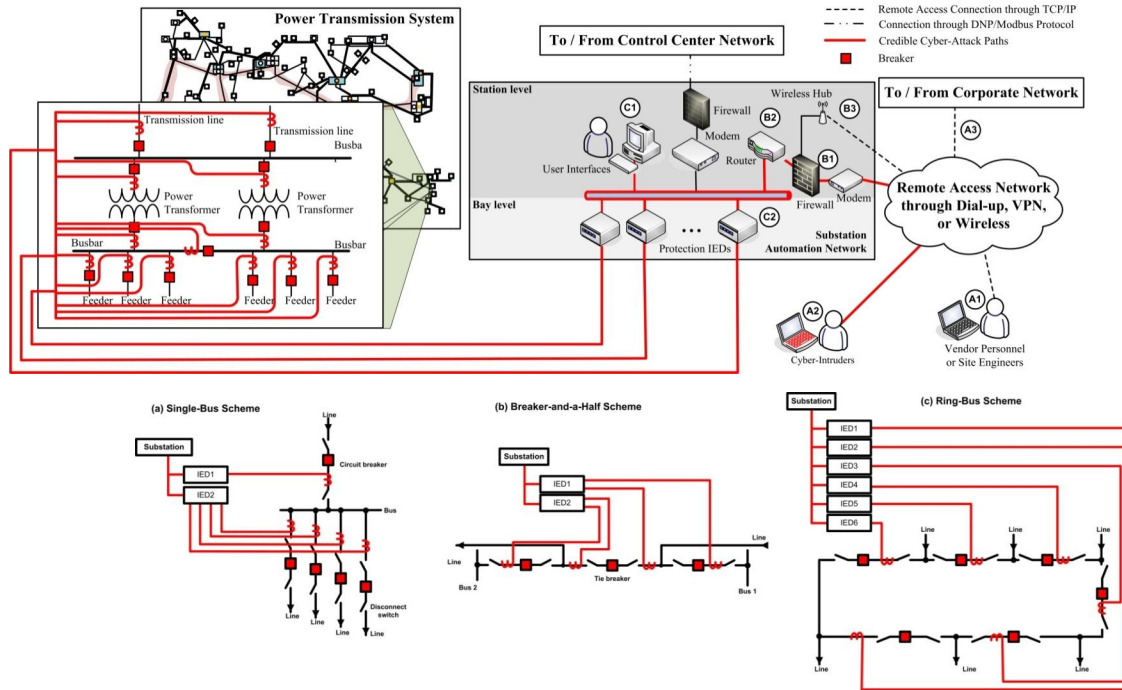 Power Transmission System
Transmission line
Transmission line
Busba
Power
Transformer
Power
Transformer
Busbar
Busbar
Feeder
Feeder
Feeder
Feeder
Feeder
Feeder
Remote Access Connection through TCP/IP
Connection through DNP/Modbus Protocol
Credible Cyber-Attack Paths
Breaker
To / From Control Center Network
To / From Corporate Network
Station level
C1
Firewall
Wireless Hub
B3
B2
A3
Modem
Router
B1
User Interfaces
Firewall
Modem
Remote Access Network
through Dial-up, VPN,
or Wireless
Bay level
C2
Protection IEDs
Substation
Automation Network
A2
A1
Cyber-Intruders
Vendor Personnel
or Site Engineers
(a) Single-Bus Scheme
Line
Substation
Circuit breaker
IED1
IED2
Bus
Disconnect
switch
Line
Line
Line
Line
(b) Breaker-and-a-Half Scheme
Substation
IED1
IED2
Line
Line
Tie breaker
Bus 2
Bus 1
(c) Ring-Bus Scheme
Substation
IED1
IED2
IED3
IED4
IED5
IED6
Line
Line
Line
Line
Line
Line